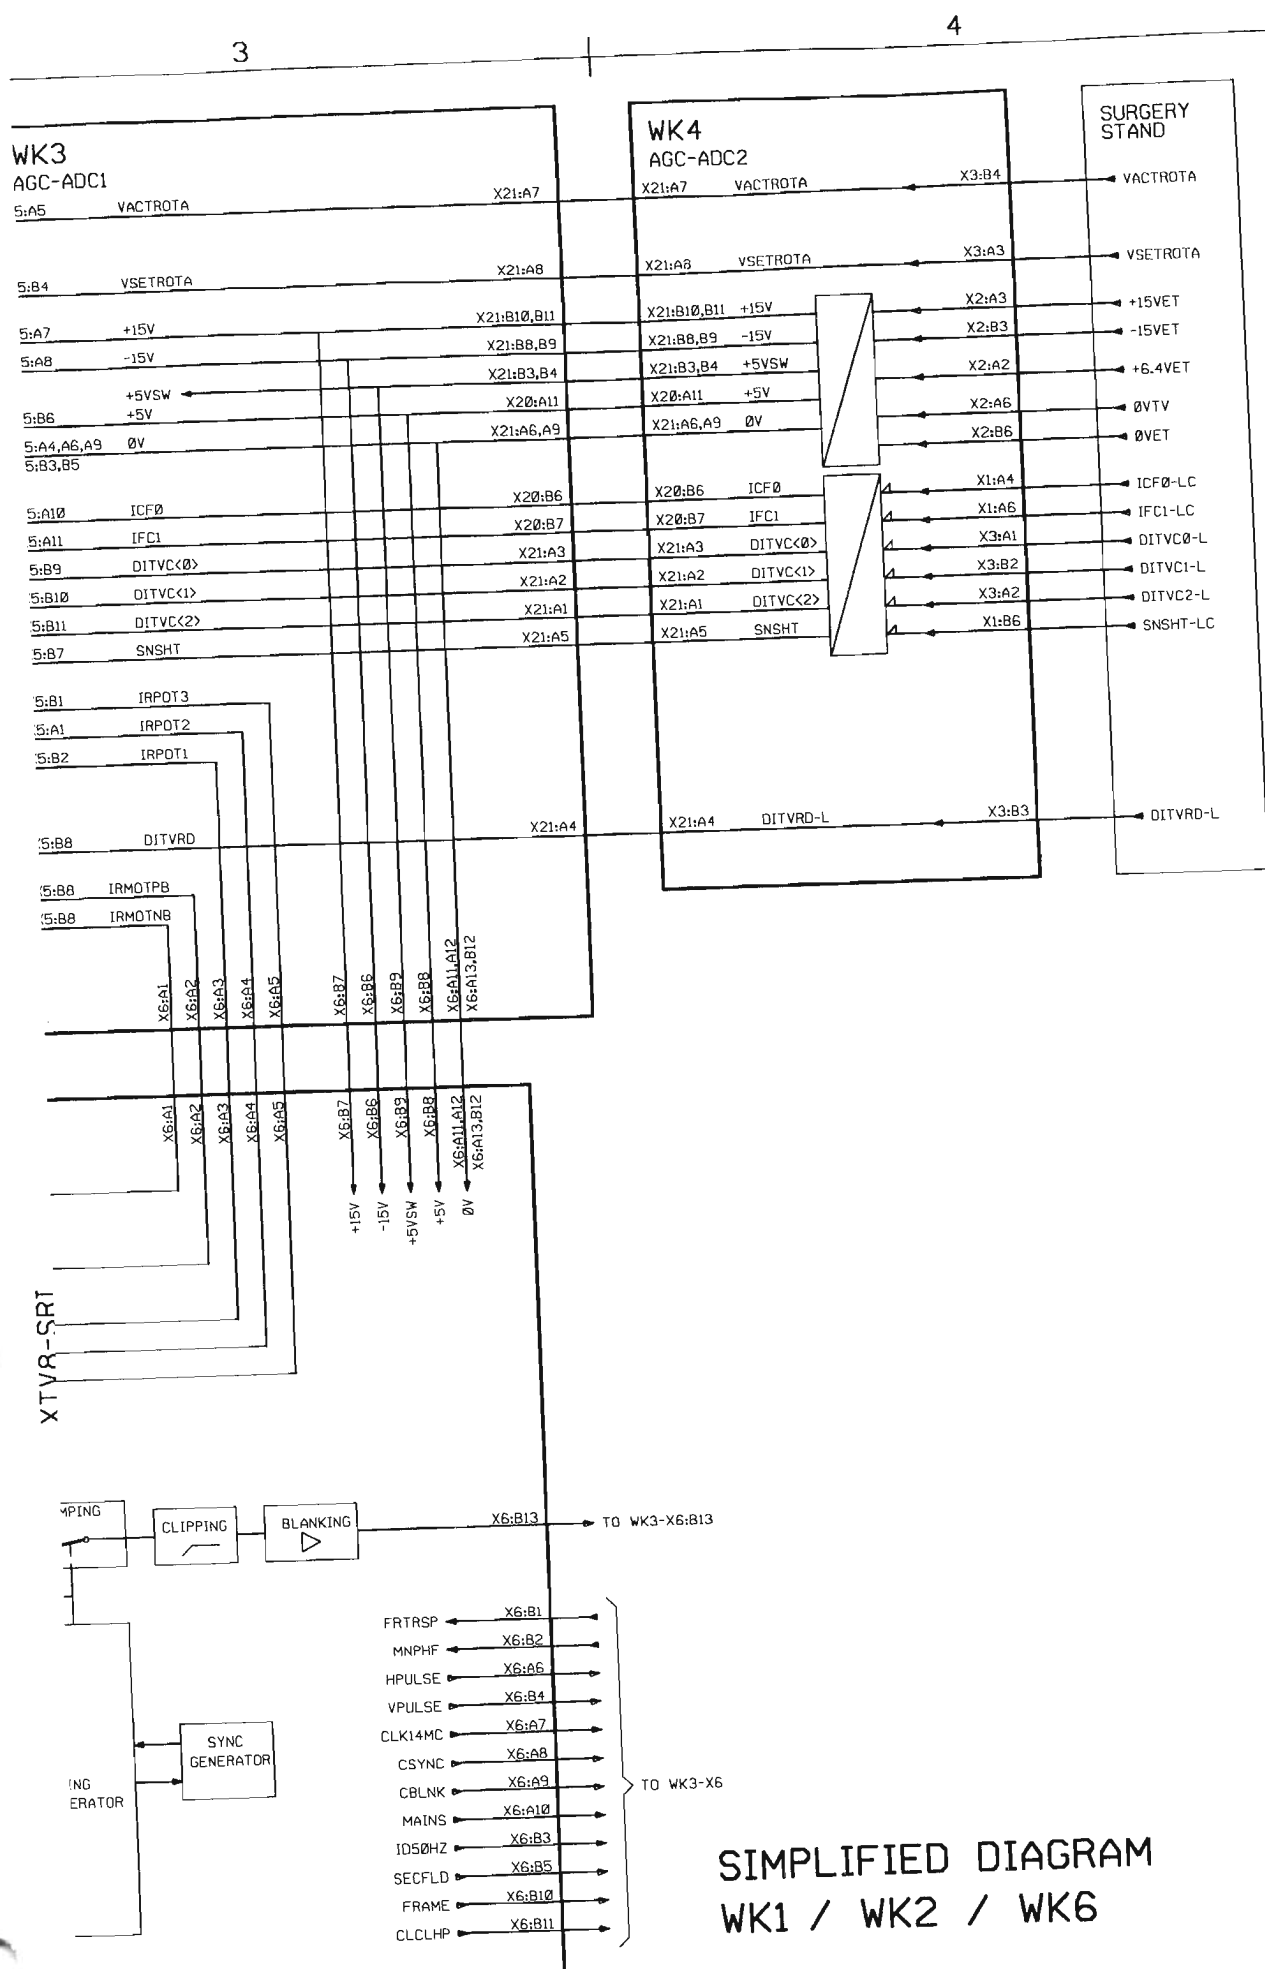 3
4
WK3
AGC-ADC1
WK4
AGC-ADC2
SURGERY
STAND
5:A5 VACTROTA X21:A7 X21:A7 VACTROTA X3:B4 VACTROTA
5:B4 VSETROTA X21:A8 X21:A8 VSETROTA X3:A3 VSETROTA
5:A7 +15V X21:B10,B11 X21:B10,B11 +15V X2:A3 +15VET
5:A8 -15V X21:B8,B9 X21:B8,B9 -15V X2:B3 -15VET
+5VSW X21:B3,B4 X21:B3,B4 +5VSW X2:A2 +6.4VET
5:B6 +5V X20:A11 X20:A11 +5V X2:A6 0VTV
5:A4,A6,A9 0V X21:A6,A9 X21:A6,A9 0V X2:B6 0VET
5:B3,B5
5:A10 ICF0 X20:B6 X20:B6 ICF0 X1:A4 ICF0-LC
5:A11 IFC1 X20:B7 X20:B7 IFC1 X1:A6 IFC1-LC
5:B9 DITVC<0> X21:A3 X21:A3 DITVC<0> X3:A1 DITVC0-L
5:B10 DITVC<1> X21:A2 X21:A2 DITVC<1> X3:B2 DITVC1-L
5:B11 DITVC<2> X21:A1 X21:A1 DITVC<2> X3:A2 DITVC2-L
5:B7 SNSHT X21:A5 X21:A5 SNSHT X1:B6 SNSHT-LC
5:B1 IRPOT3
5:A1 IRPOT2
5:B2 IRPOT1
5:B8 DITVRD X21:A4 X21:A4 DITVRD-L X3:B3 DITVRD-L
5:B8 IRMOTPB
5:B8 IRMOTNB
X6:A1 X6:A2 X6:A3 X6:A4 X6:A5 X6:B7 X6:B6 X6:B9 X6:B8 X6:A11,A12 X6:A13,B12
X6:A1 X6:A2 X6:A3 X6:A4 X6:A5 X6:B7 X6:B6 X6:B9 X6:B8 X6:A11,A12 X6:A13,B12
+15V -15V +5VSW +5V 0V
XTVR-SRT
MPING CLIPPING BLANKING X6:B13 TO WK3-X6:B13
FRTRSP X6:B1
MNPHF X6:B2
HPULSE X6:A6
VPULSE X6:B4
CLK14MC X6:A7
CSYNC X6:A8
CBLNK X6:A9
MAINS X6:A10
ID50HZ X6:B3
SECFLD X6:B5
FRAME X6:B10
CLCLHP X6:B11
TO WK3-X6
SYNC
GENERATOR
ING
ERATOR
SIMPLIFIED DIAGRAM
WK1 / WK2 / WK6